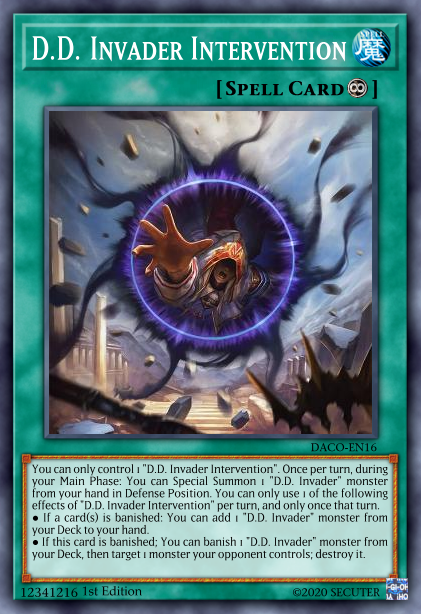 D.D. INVADER INTERVENTION 魔
[SPELL CARD ]
DACO-EN16
You can only control 1 "D.D. Invader Intervention". Once per turn, during
your Main Phase: You can Special Summon 1 "D.D. Invader" monster
from your hand in Defense Position. You can only use 1 of the following
effects of "D.D. Invader Intervention" per turn, and only once that turn.
● If a card(s) is banished: You can add 1 "D.D. Invader" monster from
your Deck to your hand.
● If this card is banished; You can banish 1 "D.D. Invader" monster from
your Deck, then target 1 monster your opponent controls; destroy it.
12341216 1st Edition
©2020 SECUTER